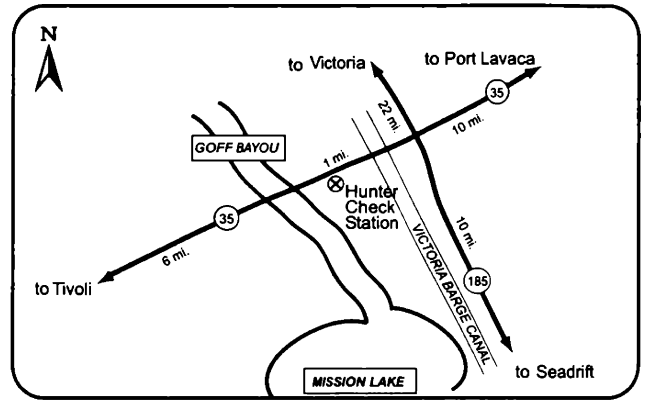 N
to Victoria
to Port Lavaca
35
22 mi.
10 mi.
GOFF BAYOU
1 mi.
Hunter
Check
Station
35
6 mi.
10 mi.
to Tivoli
VICTORIA BARGE CANAL
185
to Seadrift
MISSION LAKE